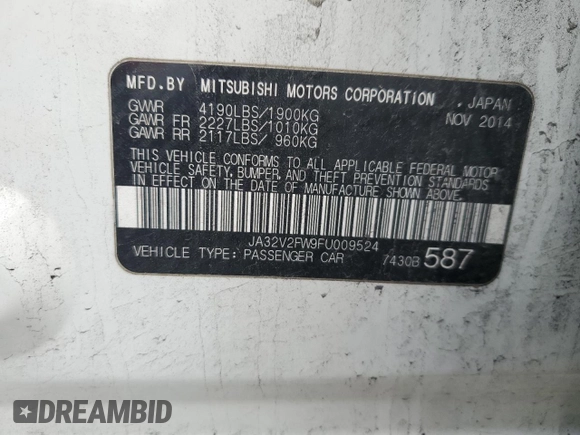 MFD.BY MITSUBISHI MOTORS CORPORATION , JAPAN
GVWR 4190LBS/1900KG NOV 2014
GAWR FR 2227LBS/1010KG
GAWR RR 2117LBS/ 960KG
THIS VEHICLE CONFORMS TO ALL APPLICABLE FEDERAL MOTOR
VEHICLE SAFETY, BUMPER, AND THEFT PREVENTION STANDARDS
IN EFFECT ON THE DATE OF MANUFACTURE SHOWN ABOVE.
JA32V2FW9FU009524
VEHICLE TYPE: PASSENGER CAR 7430B 587
DREAMBID